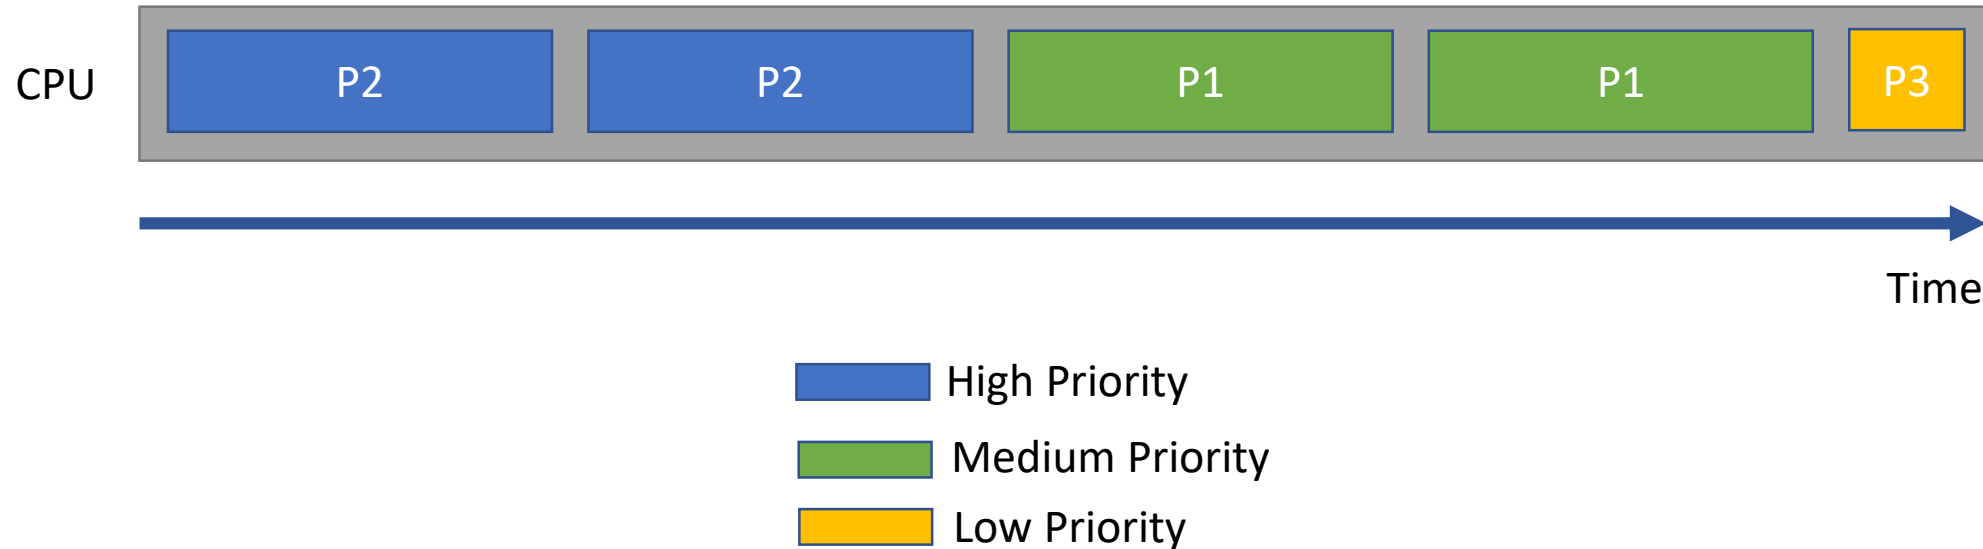 CPU
P2
P2
P1
P1
P3
Time
High Priority
Medium Priority
Low Priority